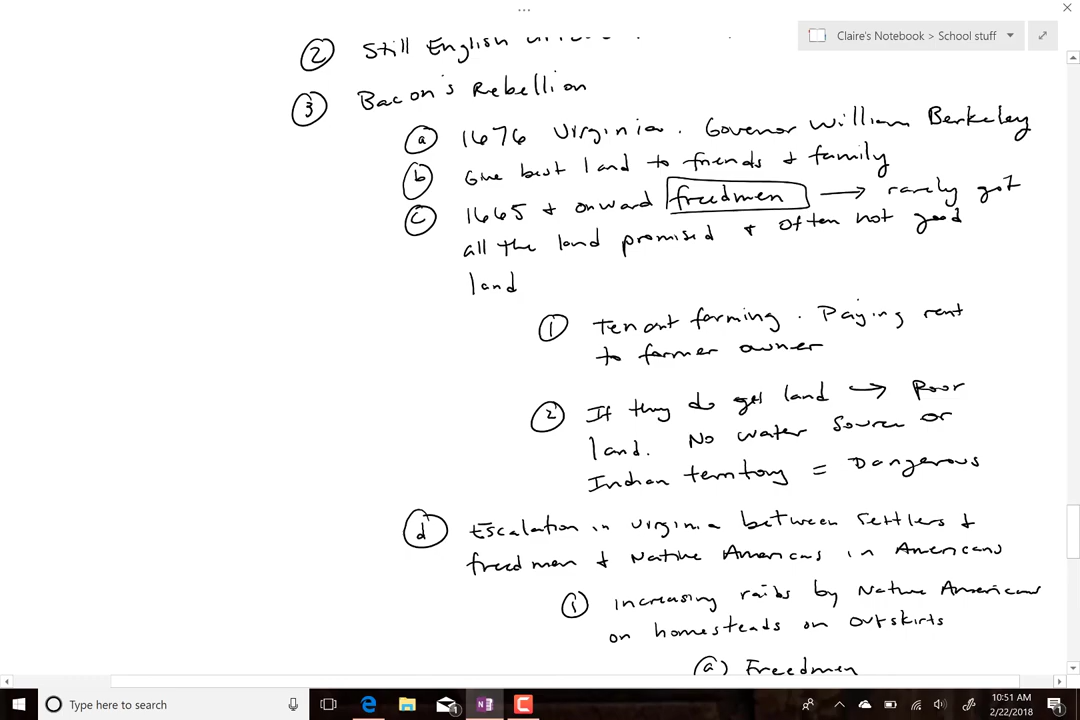 Claire's Notebook > School stuff
② Still English
③ Bacon's Rebellion
ⓐ 1676 Virginia. Governor William Berkeley
ⓑ Give best land to friends & family
ⓒ 1665 & onward freedmen → rarely got
all the land promised & often not good
land
① Tenant farming. Paying rent
to farmer owner
② If they do get land → Poor
land. No water source or
Indian territory = Dangerous
ⓓ Escalation in Virginia between settlers &
freedmen & Native Americas in Americans
① increasing raids by Native Americans
on homesteads on outskirts
(a) Freedmen
Type here to search
10:51 AM
2/22/2018